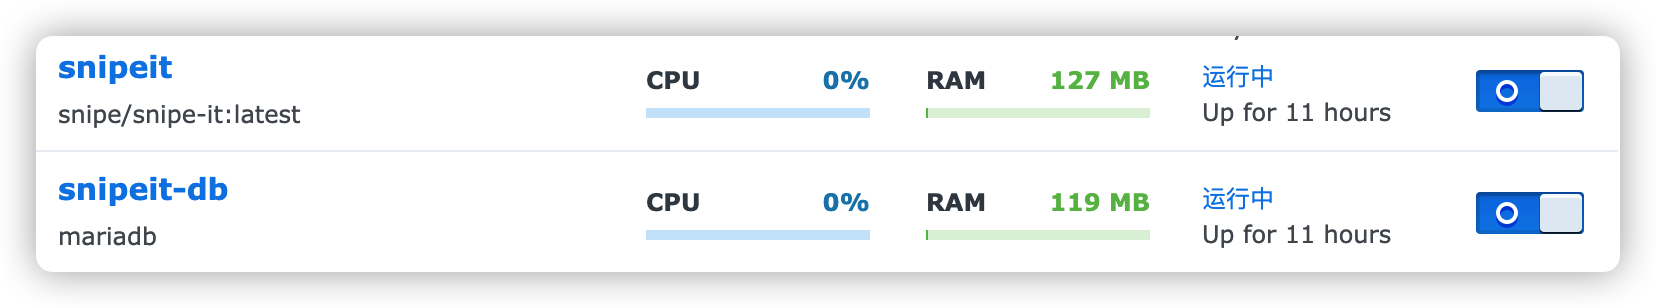 snipeit
snipe/snipe-it:latest
CPU 0%
RAM 127 MB
运行中
Up for 11 hours
snipeit-db
mariadb
CPU 0%
RAM 119 MB
运行中
Up for 11 hours